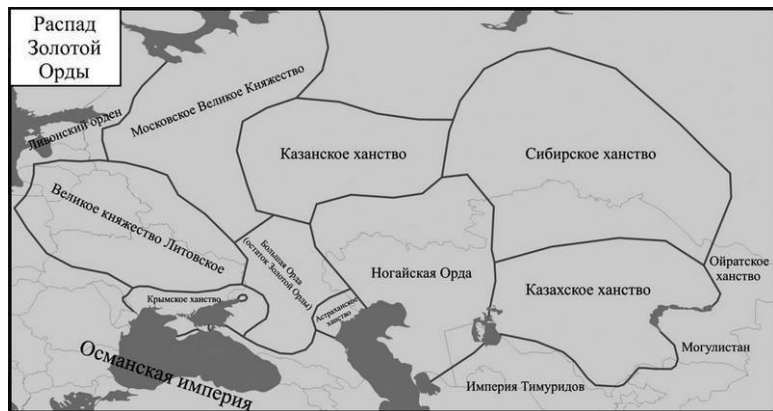 Распад
Золотой
Орды
Московское Великое Княжество
Ливонский орден
Казанское ханство
Сибирское ханство
Великое княжество Литовское
Большая Орда
(остаток Золотой Орды)
Ногайская Орда
Ойратское
ханство
Казахское ханство
Крымское ханство
Астраханское
ханство
Могулистан
Османская империя
Империя Тимуридов